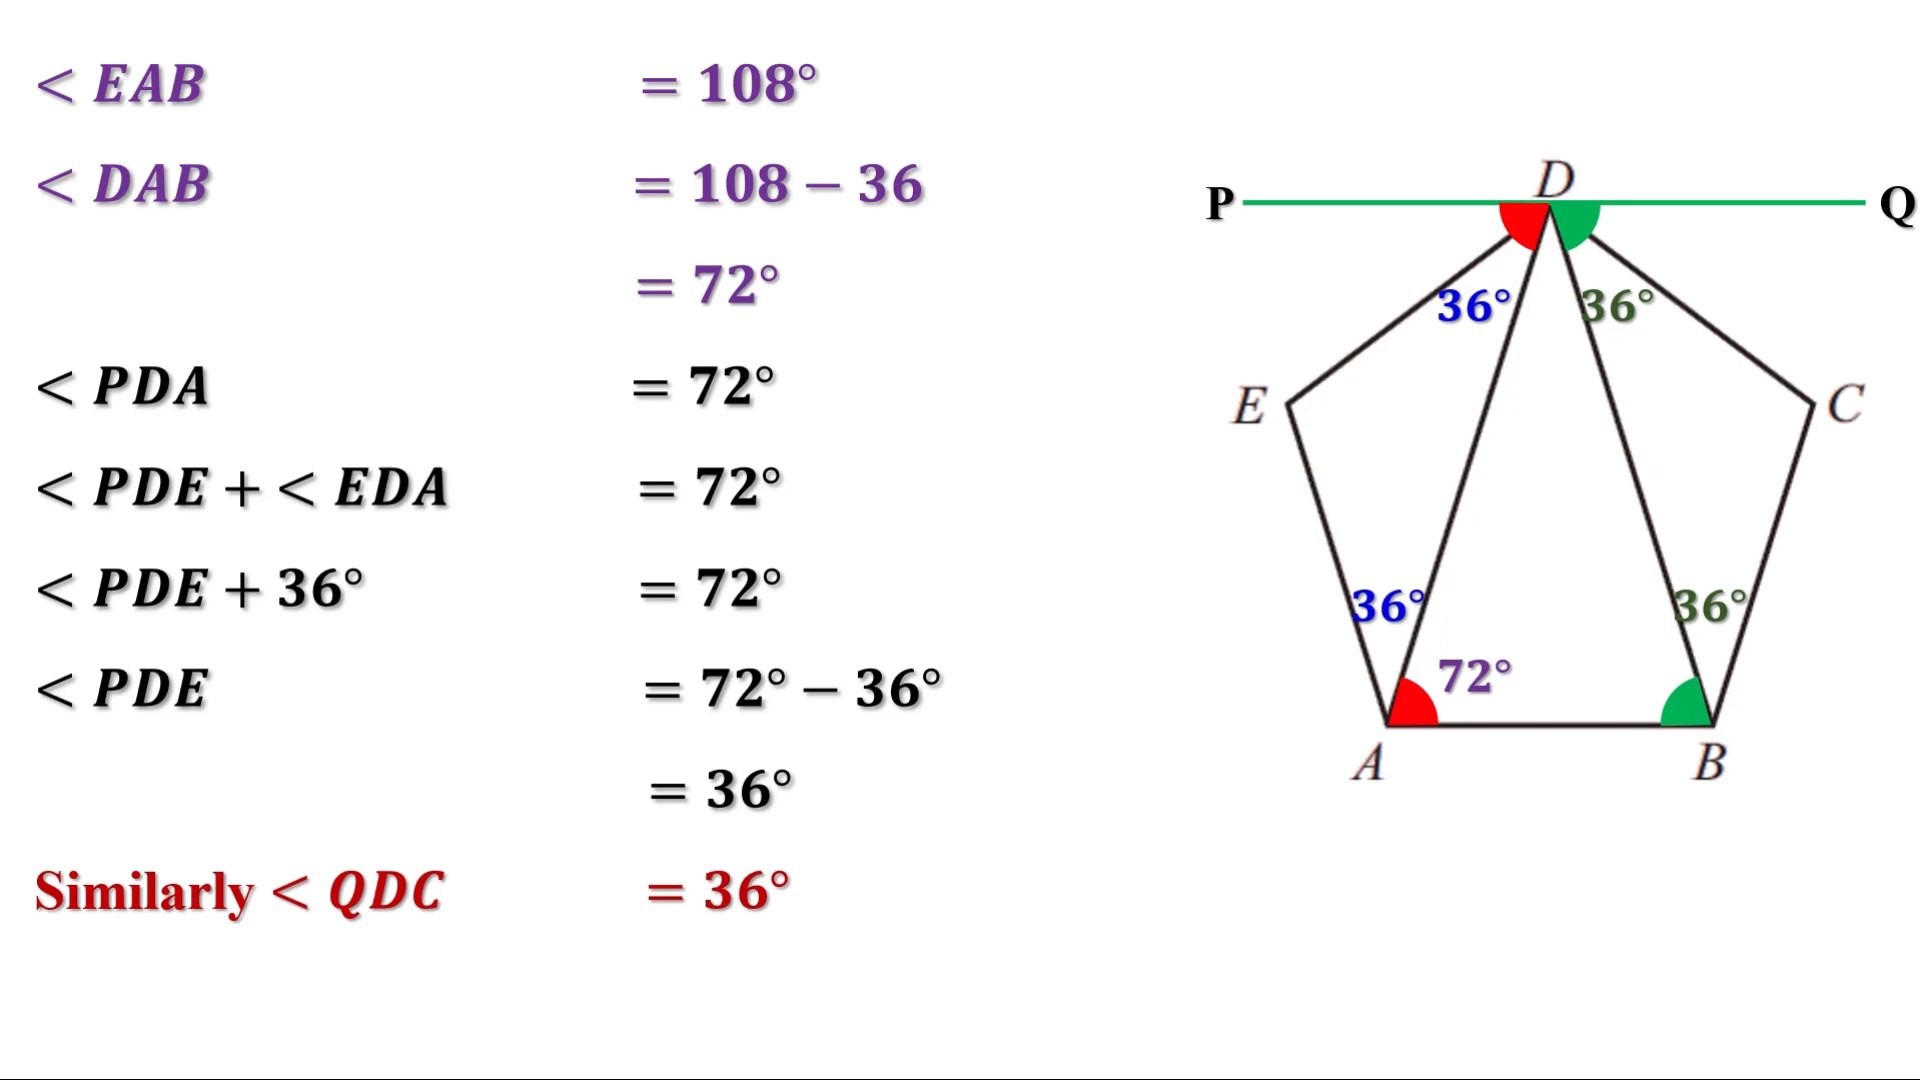 < EAB = 108°
< DAB = 108 − 36
= 72°
< PDA = 72°
< PDE + < EDA = 72°
< PDE + 36° = 72°
< PDE = 72° − 36°
= 36°
Similarly < QDC = 36°
D
P
Q
36°
36°
E
C
36°
36°
72°
A
B